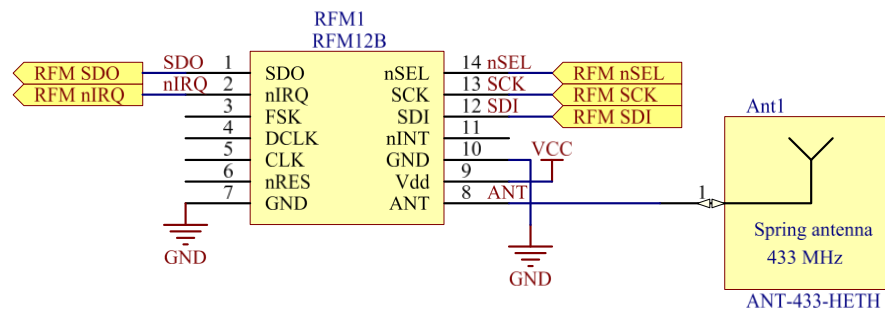 RFM1
RFM12B
RFM SDO SDO 1 SDO nSEL 14 nSEL RFM nSEL
RFM nIRQ nIRQ 2 nIRQ SCK 13 SCK RFM SCK
3 FSK SDI 12 SDI RFM SDI
4 DCLK nINT 11
5 CLK GND 10 VCC
6 nRES Vdd 9
7 GND ANT 8 ANT 1
GND
GND
Ant1
Spring antenna
433 MHz
ANT-433-HETH